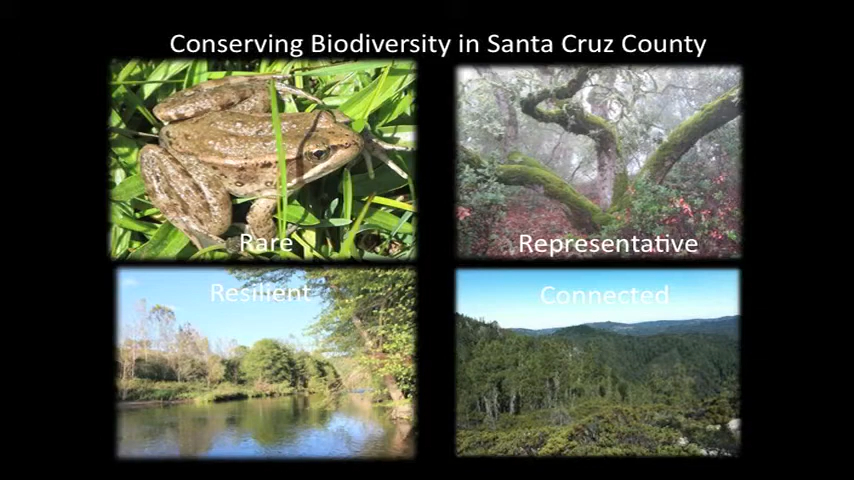 Conserving Biodiversity in Santa Cruz County
Rare
Representative
Resilient
Connected